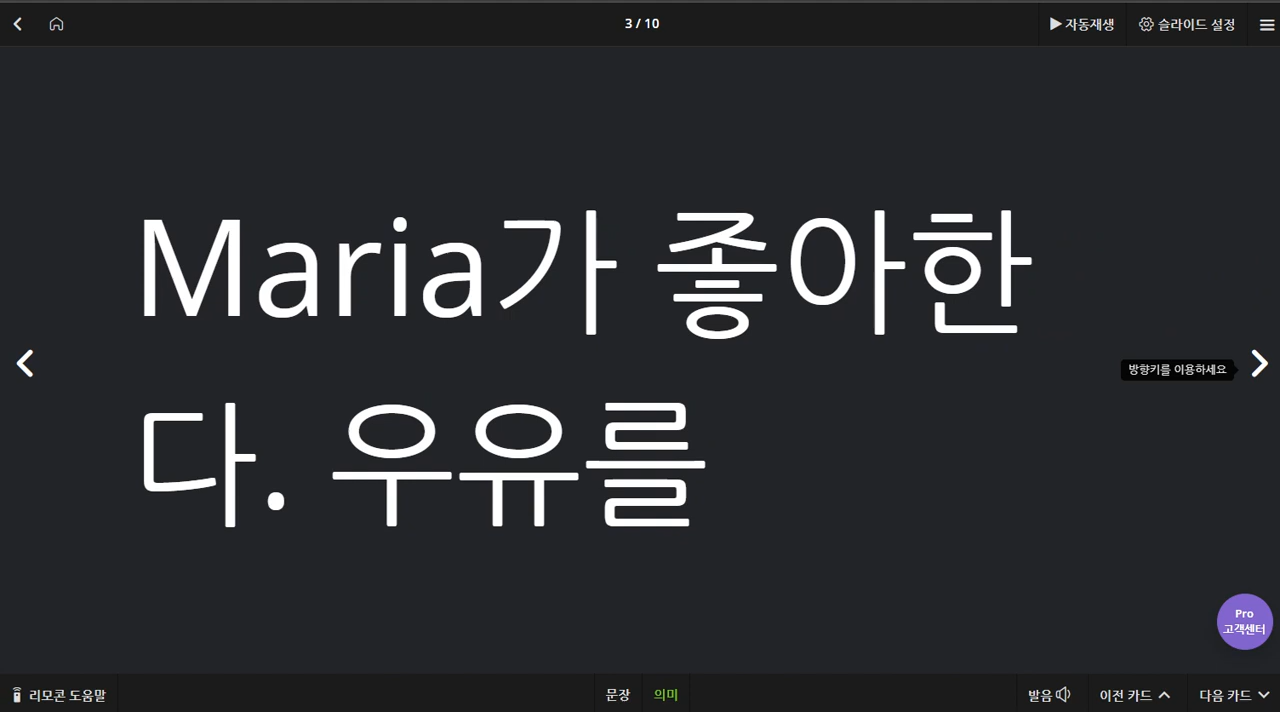 3 / 10
자동재생
슬라이드 설정
Maria가 좋아한
다. 우유를
방향키를 이용하세요
Pro
고객센터
리모콘 도움말
문장
의미
발음
이전 카드
다음 카드